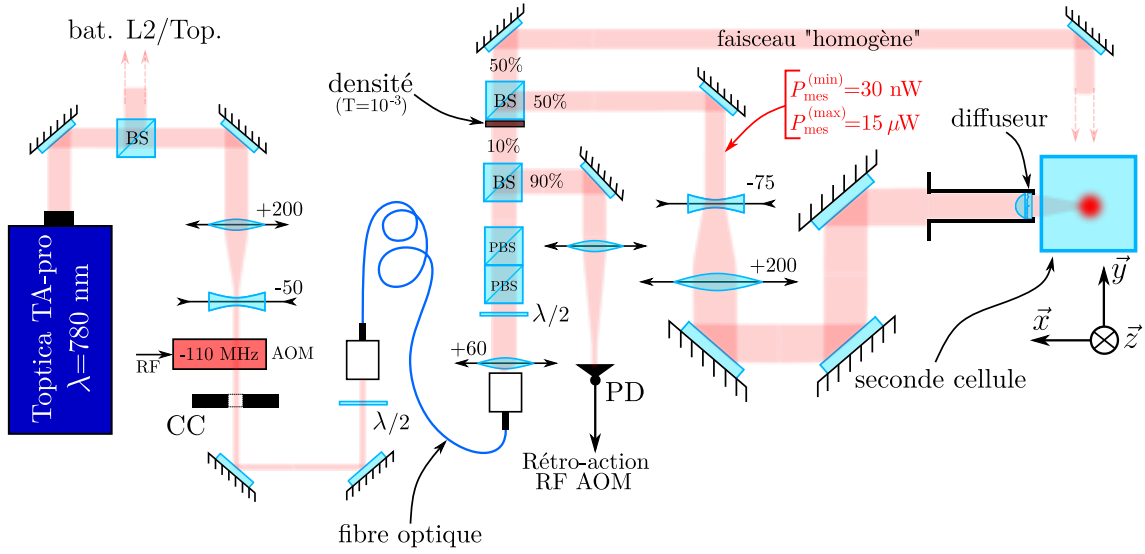 bat. L2/Top.
BS
Toptica TA-pro
λ=780 nm
+200
-50
-110 MHz
AOM
RF
CC
λ/2
fibre optique
densité
(T=10⁻³)
50%
BS
50%
10%
BS
90%
PBS
PBS
λ/2
+60
PD
Rétro-action
RF AOM
faisceau "homogène"
P_mes^(min)=30 nW
P_mes^(max)=15 μW
-75
+200
diffuseur
seconde cellule
y⃗
x⃗
z⃗